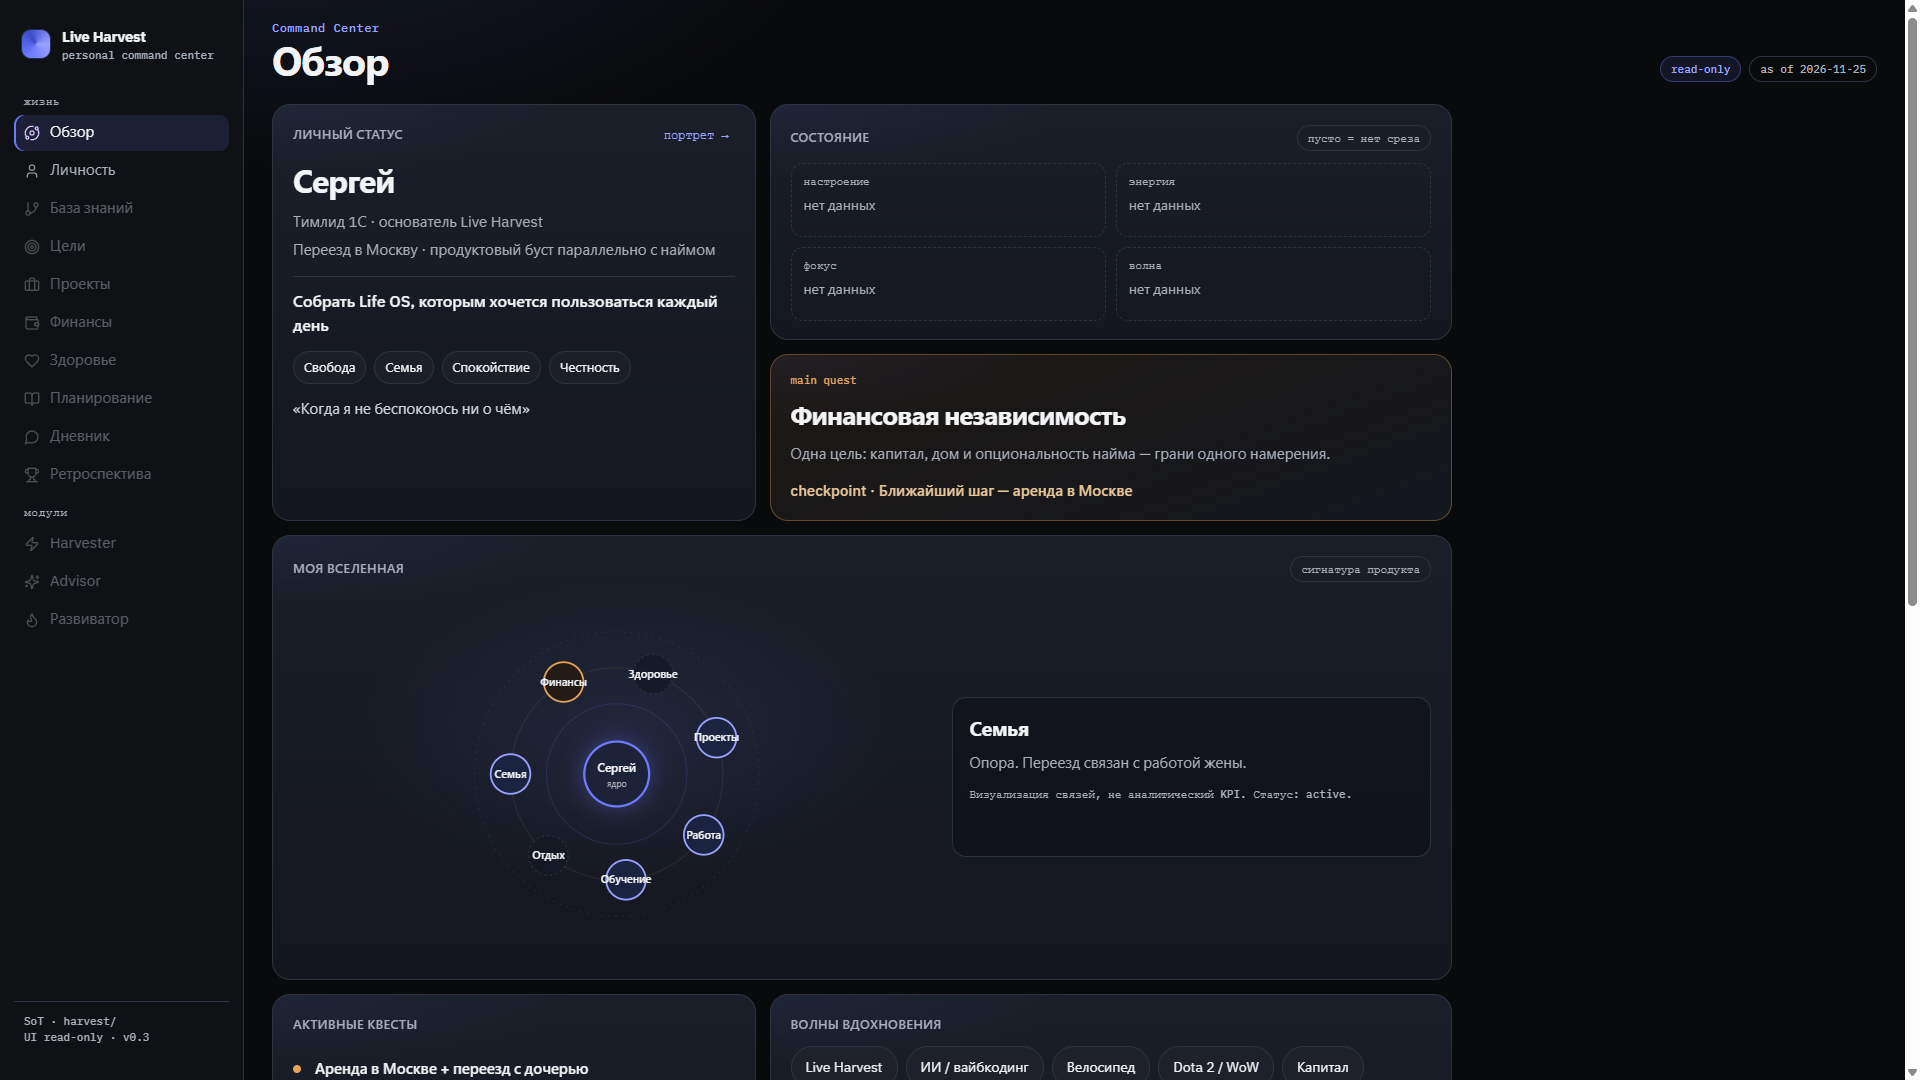 Live Harvest
personal command center
жизнь
Обзор
Личность
База знаний
Цели
Проекты
Финансы
Здоровье
Планирование
Дневник
Ретроспектива
модули
Harvester
Advisor
Развиватор
SoT · harvest/
UI read-only · v0.3
Command Center
Обзор
read-only
as of 2026-11-25
ЛИЧНЫЙ СТАТУС
портрет →
Сергей
Тимлид 1С · основатель Live Harvest
Переезд в Москву · продуктовый буст параллельно с наймом
Собрать Life OS, которым хочется пользоваться каждый
день
Свобода
Семья
Спокойствие
Честность
«Когда я не беспокоюсь ни о чём»
СОСТОЯНИЕ
пусто = нет среза
настроение
нет данных
энергия
нет данных
фокус
нет данных
волна
нет данных
main quest
Финансовая независимость
Одна цель: капитал, дом и опциональность найма — грани одного намерения.
checkpoint · Ближайший шаг — аренда в Москве
МОЯ ВСЕЛЕННАЯ
сигнатура продукта
Здоровье
Финансы
Проекты
Семья
Сергей
ядро
Работа
Отдых
Обучение
Семья
Опора. Переезд связан с работой жены.
Визуализация связей, не аналитический KPI. Статус: active.
АКТИВНЫЕ КВЕСТЫ
Аренда в Москве + переезд с дочерью
ВОЛНЫ ВДОХНОВЕНИЯ
Live Harvest
ИИ / вайбкодинг
Велосипед
Dota 2 / WoW
Капитал